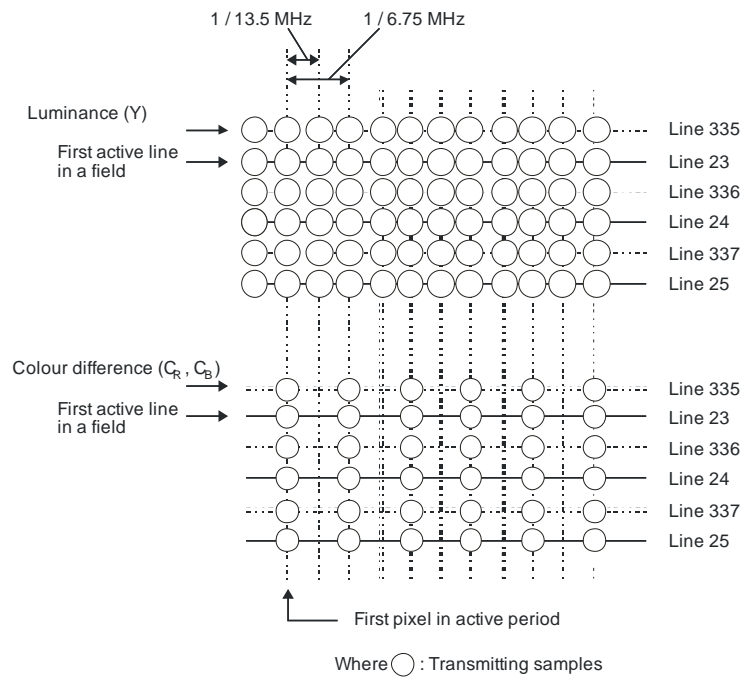 1 / 13.5 MHz
1 / 6.75 MHz
Luminance (Y)
Line 335
First active line
in a field
Line 23
Line 336
Line 24
Line 337
Line 25
Colour difference (CR , CB)
Line 335
First active line
in a field
Line 23
Line 336
Line 24
Line 337
Line 25
First pixel in active period
Where : Transmitting samples